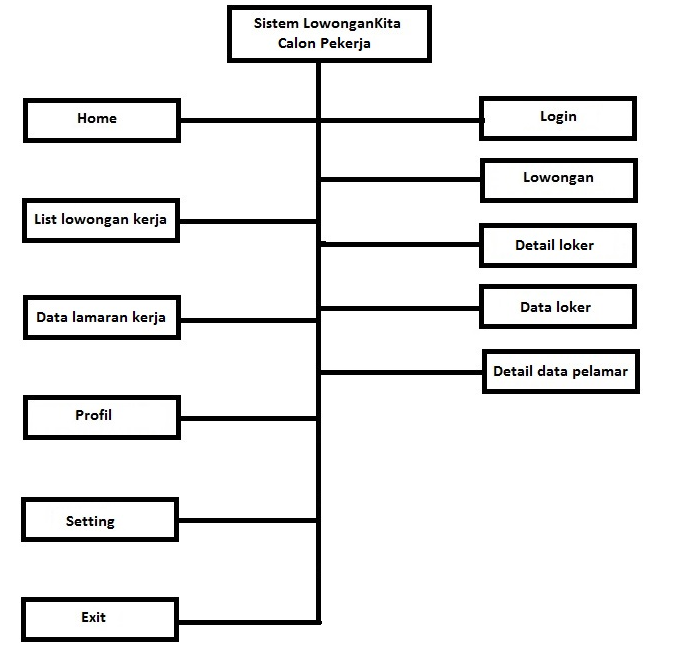 Sistem LowonganKita
Calon Pekerja
Home
Login
Lowongan
List lowongan kerja
Detail loker
Data loker
Data lamaran kerja
Detail data pelamar
Profil
Setting
Exit